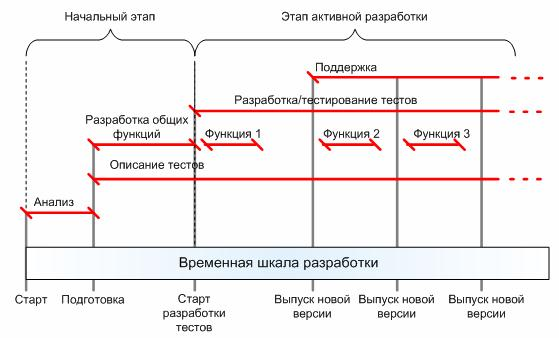 Начальный этап
Этап активной разработки
Поддержка
Разработка/тестирование тестов
Разработка общих
функций
Функция 1
Функция 2
Функция 3
Описание тестов
Анализ
Временная шкала разработки
Старт
Подготовка
Старт
разработки
тестов
Выпуск новой
версии
Выпуск новой
версии
Выпуск новой
версии